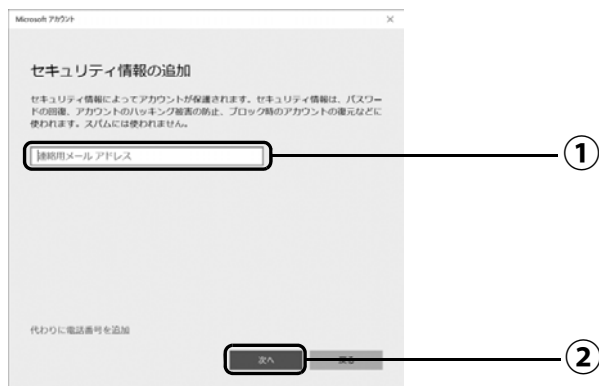 Microsoft アカウント
×
セキュリティ情報の追加
セキュリティ情報によってアカウントが保護されます。セキュリティ情報は、パスワー
ドの回復、アカウントのハッキング被害の防止、ブロック時のアカウントの復元などに
使われます。スパムには使われません。
連絡用メール アドレス
①
代わりに電話番号を追加
次へ
戻る
②